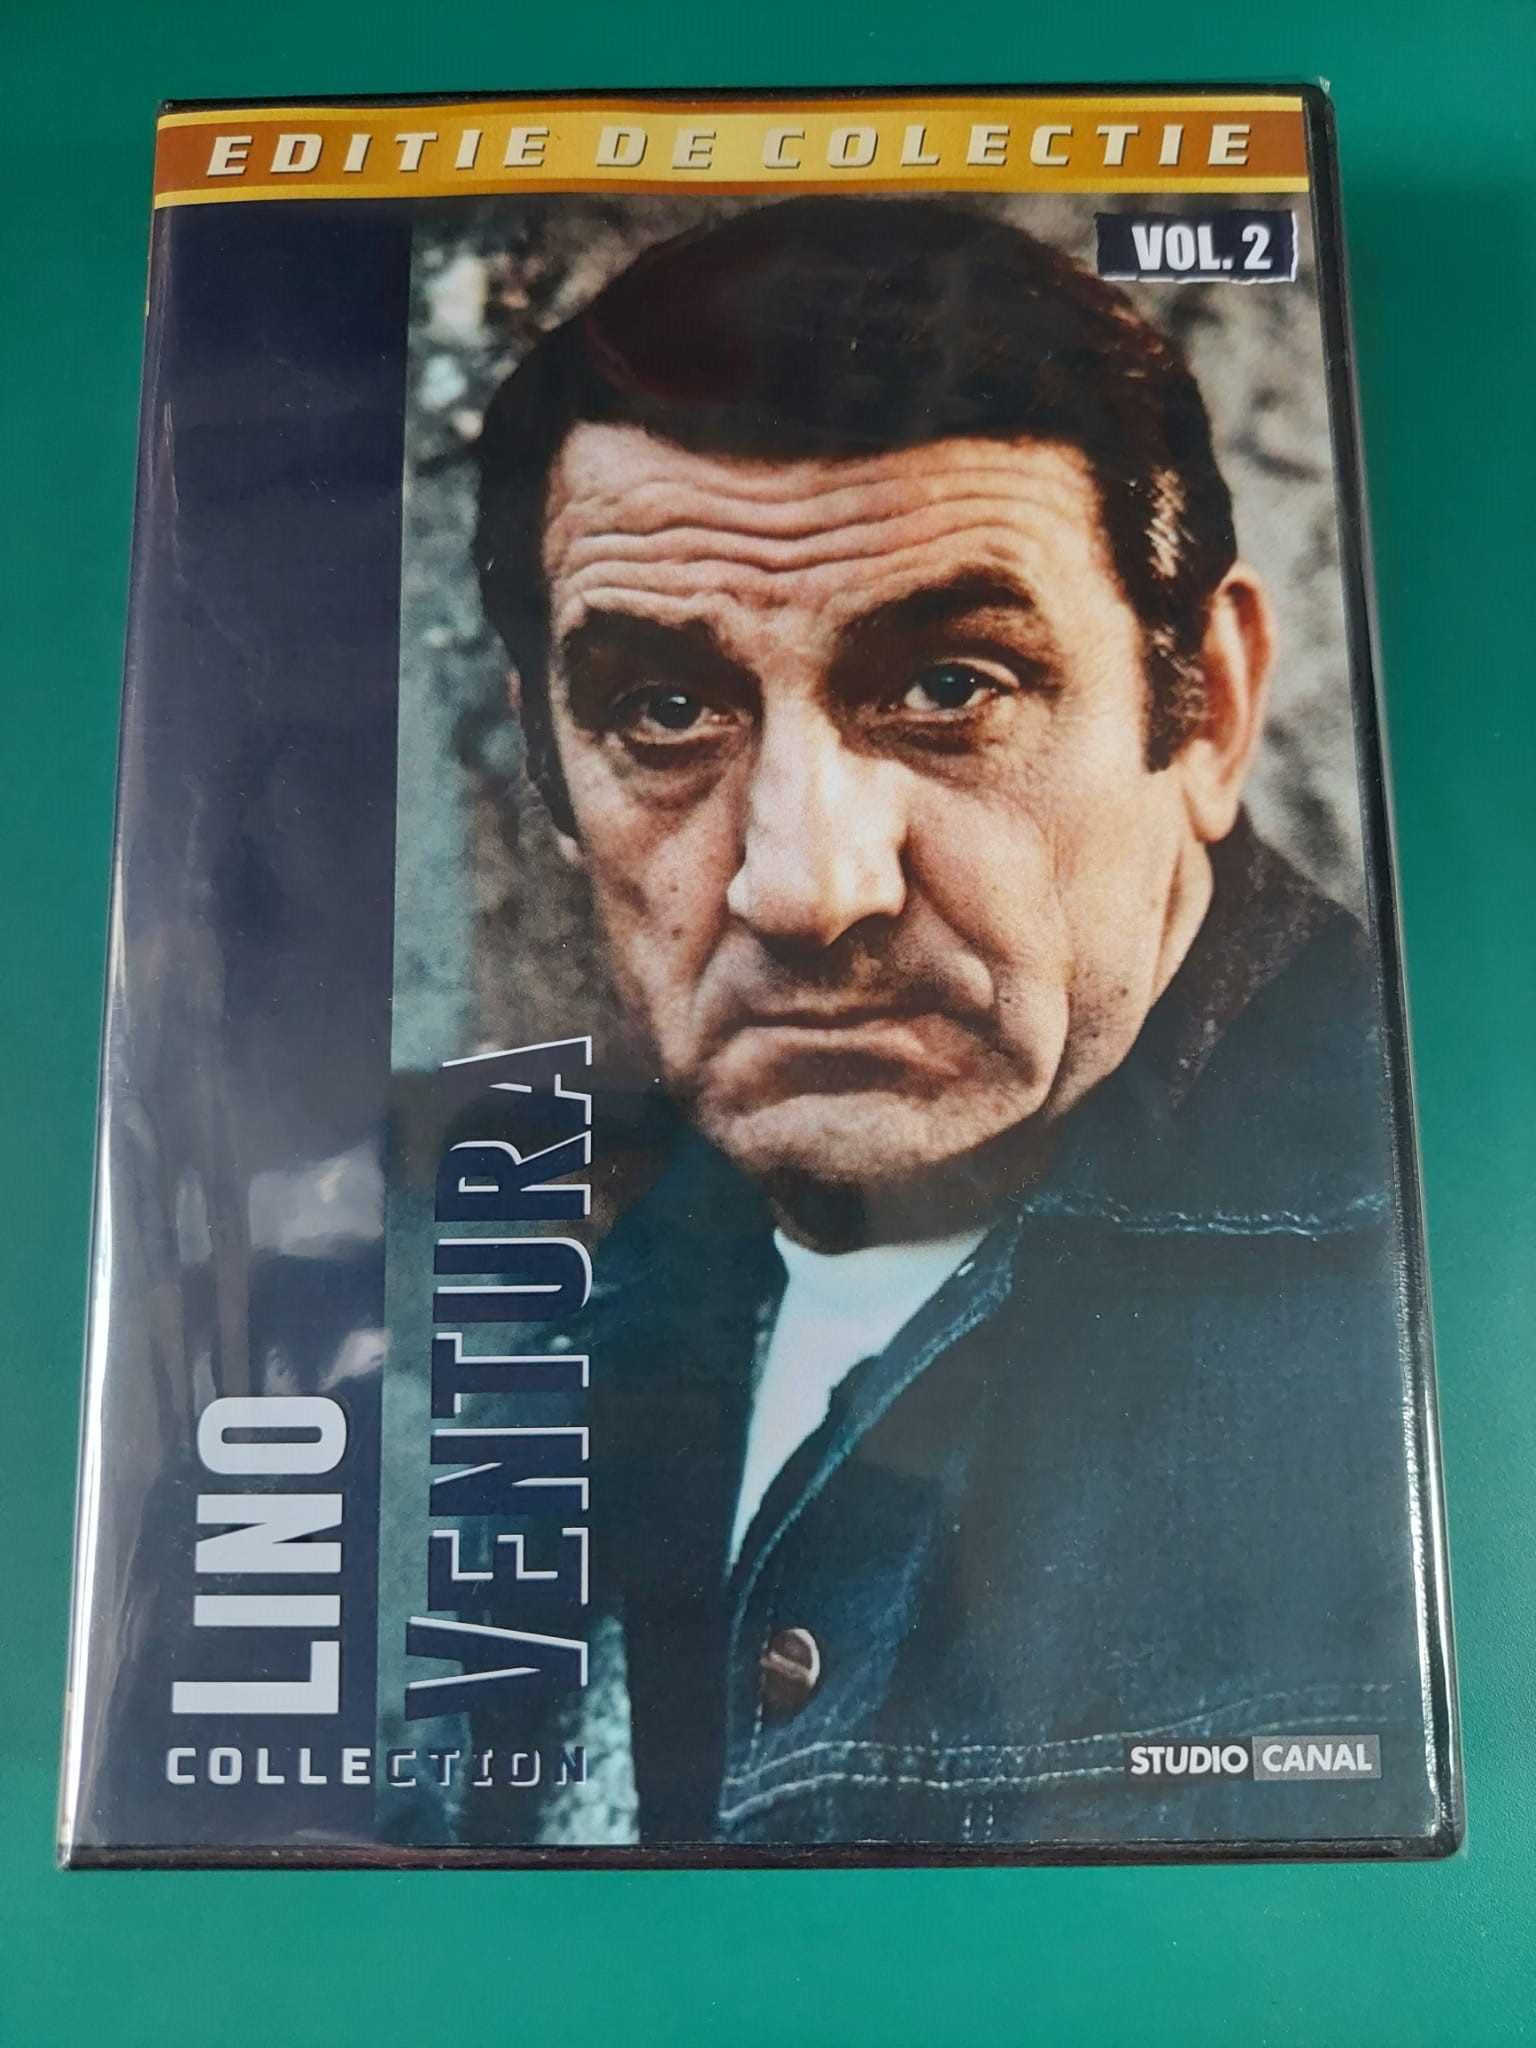 EDITIE DE COLECTIE
VOL. 2
LINO
VENTURA
COLLECTION
STUDIO CANAL